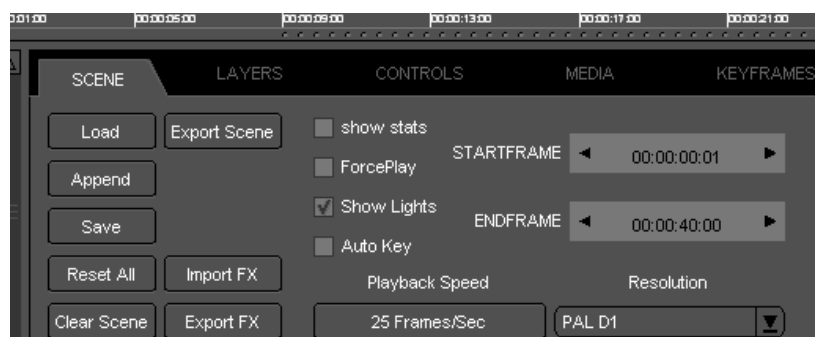 00:00:05:00 00:00:09:00 00:00:13:00 00:00:17:00 00:00:21:00
SCENE LAYERS CONTROLS MEDIA KEYFRAMES
Load Export Scene show stats
STARTFRAME 00:00:00:01
ForcePlay
Append
Show Lights
Save ENDFRAME 00:00:40:00
Auto Key
Reset All Import FX Playback Speed Resolution
Clear Scene Export FX 25 Frames/Sec PAL D1